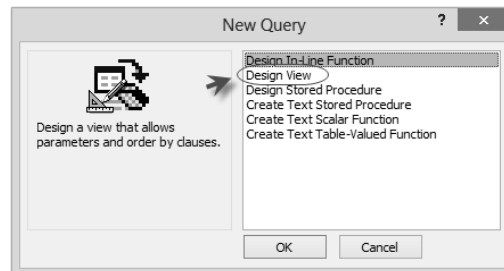 New Query
?
×
Design a view that allows
parameters and order by clauses.
Design In-Line Function
Design View
Design Stored Procedure
Create Text Stored Procedure
Create Text Scalar Function
Create Text Table-Valued Function
OK
Cancel